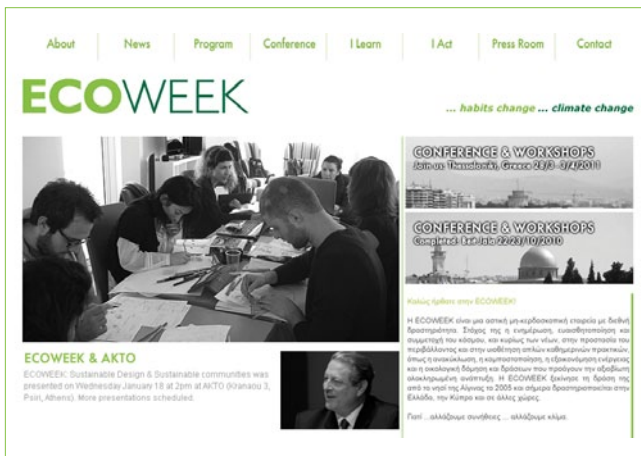 About News Program Conference I Learn I Act Press Room Contact
ECOWEEK
... habits change ... climate change
CONFERENCE & WORKSHOPS
Join us: Thessaloniki, Greece 28/3 - 3/4/2011
CONFERENCE & WORKSHOPS
Completed: Beit Jala 22-23/10/2010
ECOWEEK & AKTO
ECOWEEK: Sustainable Design & Sustainable communities was
presented on Wednesday January 18 at 2pm at AKTO (Kranaou 3,
Psiri, Athens). More presentations scheduled.
Καλώς ήρθατε στην ECOWEEK!
Η ECOWEEK είναι μια αστική μη-κερδοσκοπική εταιρεία με διεθνή
δραστηριότητα. Στόχος της η ενημέρωση, ευαισθητοποίηση και
συμμετοχή του κόσμου, και κυρίως των νέων, στην προστασία του
περιβάλλοντος και στην υιοθέτηση απλών καθημερινών πρακτικών,
όπως η ανακύκλωση, η κομποστοποίηση, η εξοικονόμηση ενέργειας
και η οικολογική δόμηση και δράσεων που προάγουν την αξιοβίωτη
ολοκληρωμένη ανάπτυξη. Η ECOWEEK ξεκίνησε τη δράση της
από το νησί της Αίγινας το 2005 και σήμερα δραστηριοποιείται στην
Ελλάδα, την Κύπρο και σε άλλες χώρες.
Γιατί ...αλλάζουμε συνήθειες ... αλλάζουμε κλίμα.